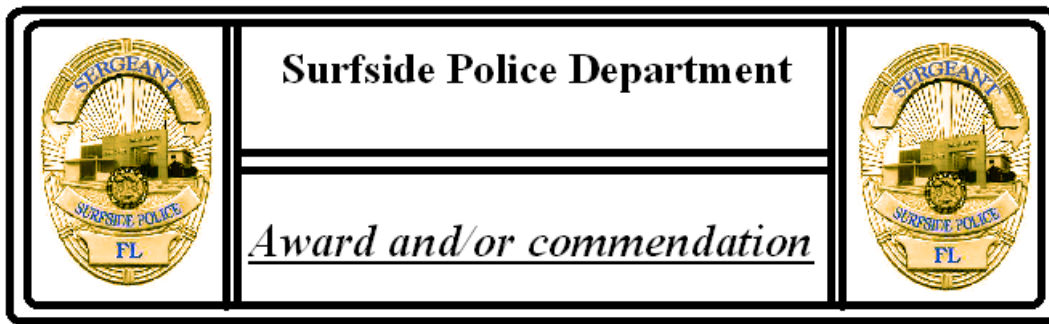 SERGEANT
SURFSIDE POLICE
FL
Surfside Police Department
Award and/or commendation
SERGEANT
SURFSIDE POLICE
FL